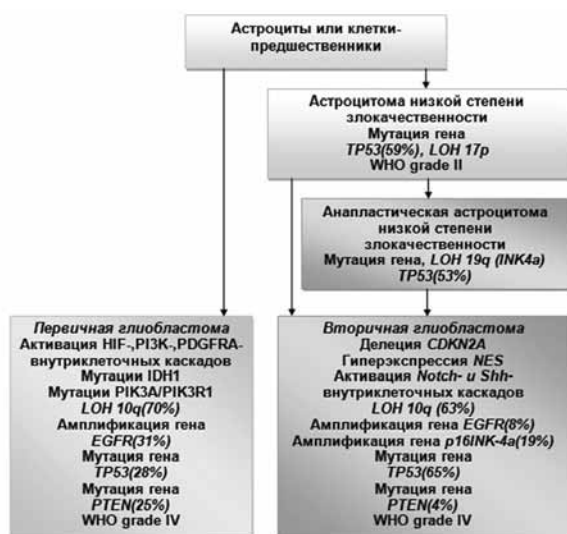 Астроциты или клетки-
предшественники
Астроцитома низкой степени
злокачественности
Мутация гена
TP53(59%), LOH 17p
WHO grade II
Анапластическая астроцитома
низкой степени
злокачественности
Мутация гена, LOH 19q (INK4a)
TP53(53%)
Первичная глиобластома
Активация HIF-,PI3K-,PDGFRA-
внутриклеточных каскадов
Мутации IDH1
Мутации PIK3A/PIK3R1
LOH 10q(70%)
Амплификация гена
EGFR(31%)
Мутация гена
TP53(28%)
Мутация гена
PTEN(25%)
WHO grade IV
Вторичная глиобластома
Делеция CDKN2A
Гиперэкспрессия NES
Активация Notch- и Shh-
внутриклеточных каскадов
LOH 10q (63%)
Амплификация гена EGFR(8%)
Амплификация гена p16INK-4a(19%)
Мутация гена
TP53(65%)
Мутация гена
PTEN(4%)
WHO grade IV